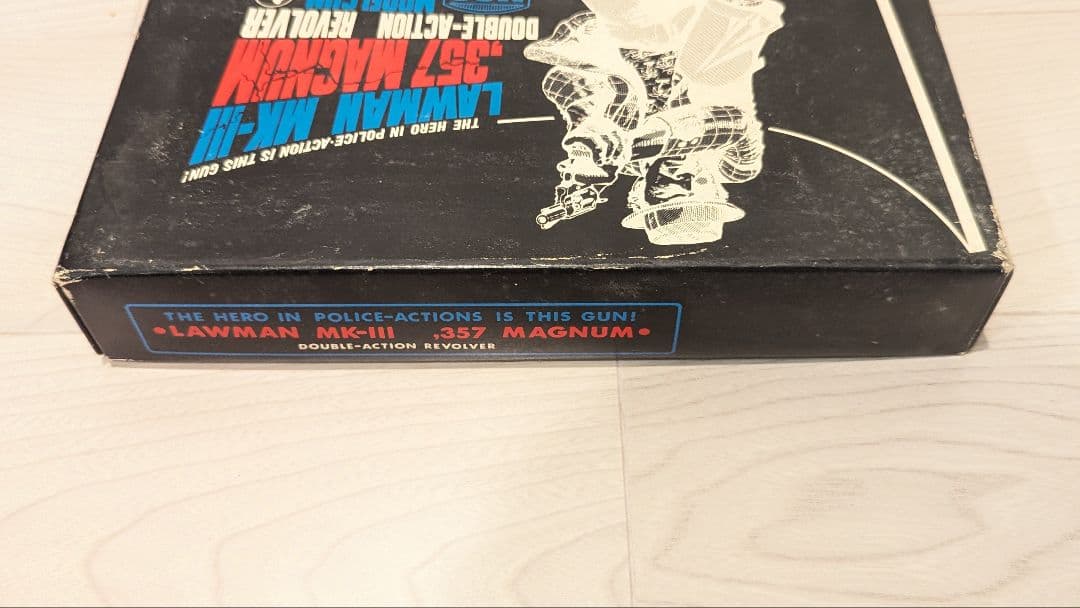 THE HERO IN POLICE-ACTION IS THIS GUN!
LAWMAN MK-III
,357 MAGNUM
DOUBLE-ACTION REVOLVER
MODELGUN
THE HERO IN POLICE-ACTIONS IS THIS GUN!
•LAWMAN MK-III ,357 MAGNUM•
DOUBLE-ACTION REVOLVER